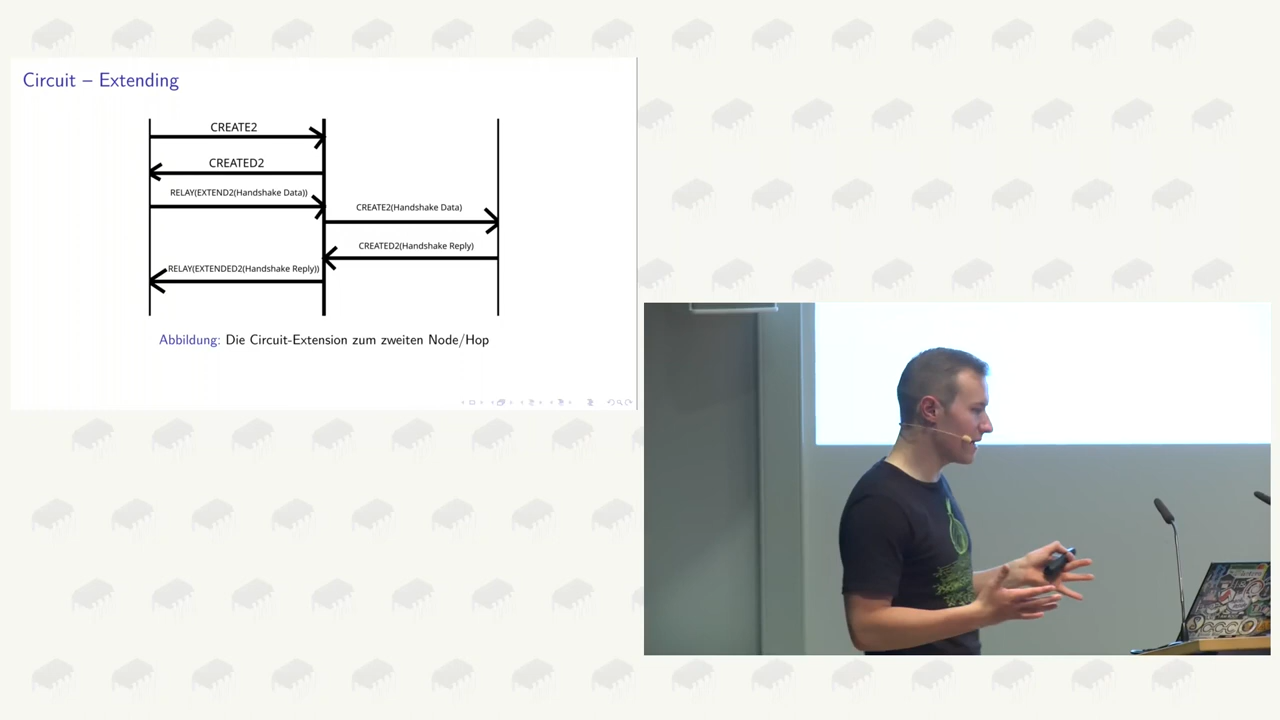 Circuit – Extending
CREATE2
CREATED2
RELAY(EXTEND2(Handshake Data))
CREATE2(Handshake Data)
CREATED2(Handshake Reply)
RELAY(EXTENDED2(Handshake Reply))
Abbildung: Die Circuit-Extension zum zweiten Node/Hop